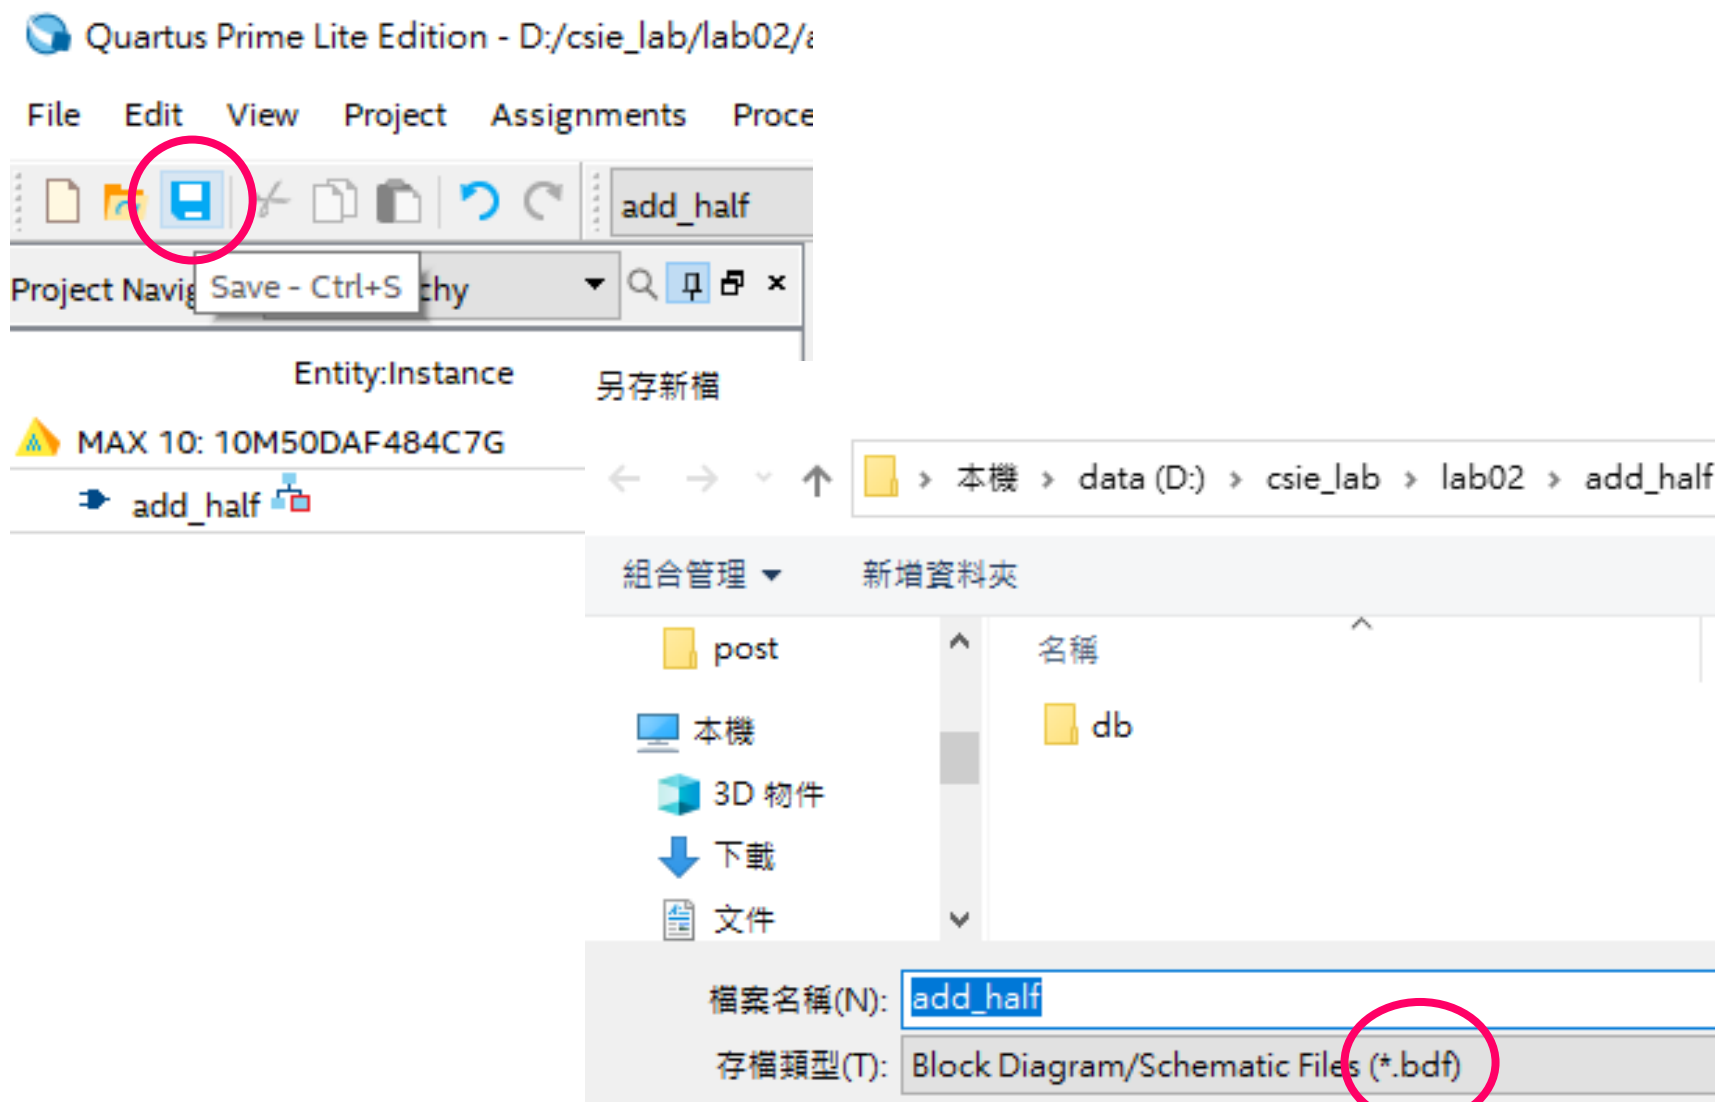 Quartus Prime Lite Edition - D:/csie_lab/lab02/
File Edit View Project Assignments Proce
add_half
Project Navig
Save - Ctrl+S
chy
Entity:Instance
MAX 10: 10M50DAF484C7G
add_half
另存新檔
本機 › data (D:) › csie_lab › lab02 › add_half
組合管理 新增資料夾
post
本機
3D 物件
下載
文件
名稱
db
檔案名稱(N): add_half
存檔類型(T): Block Diagram/Schematic Files (*.bdf)